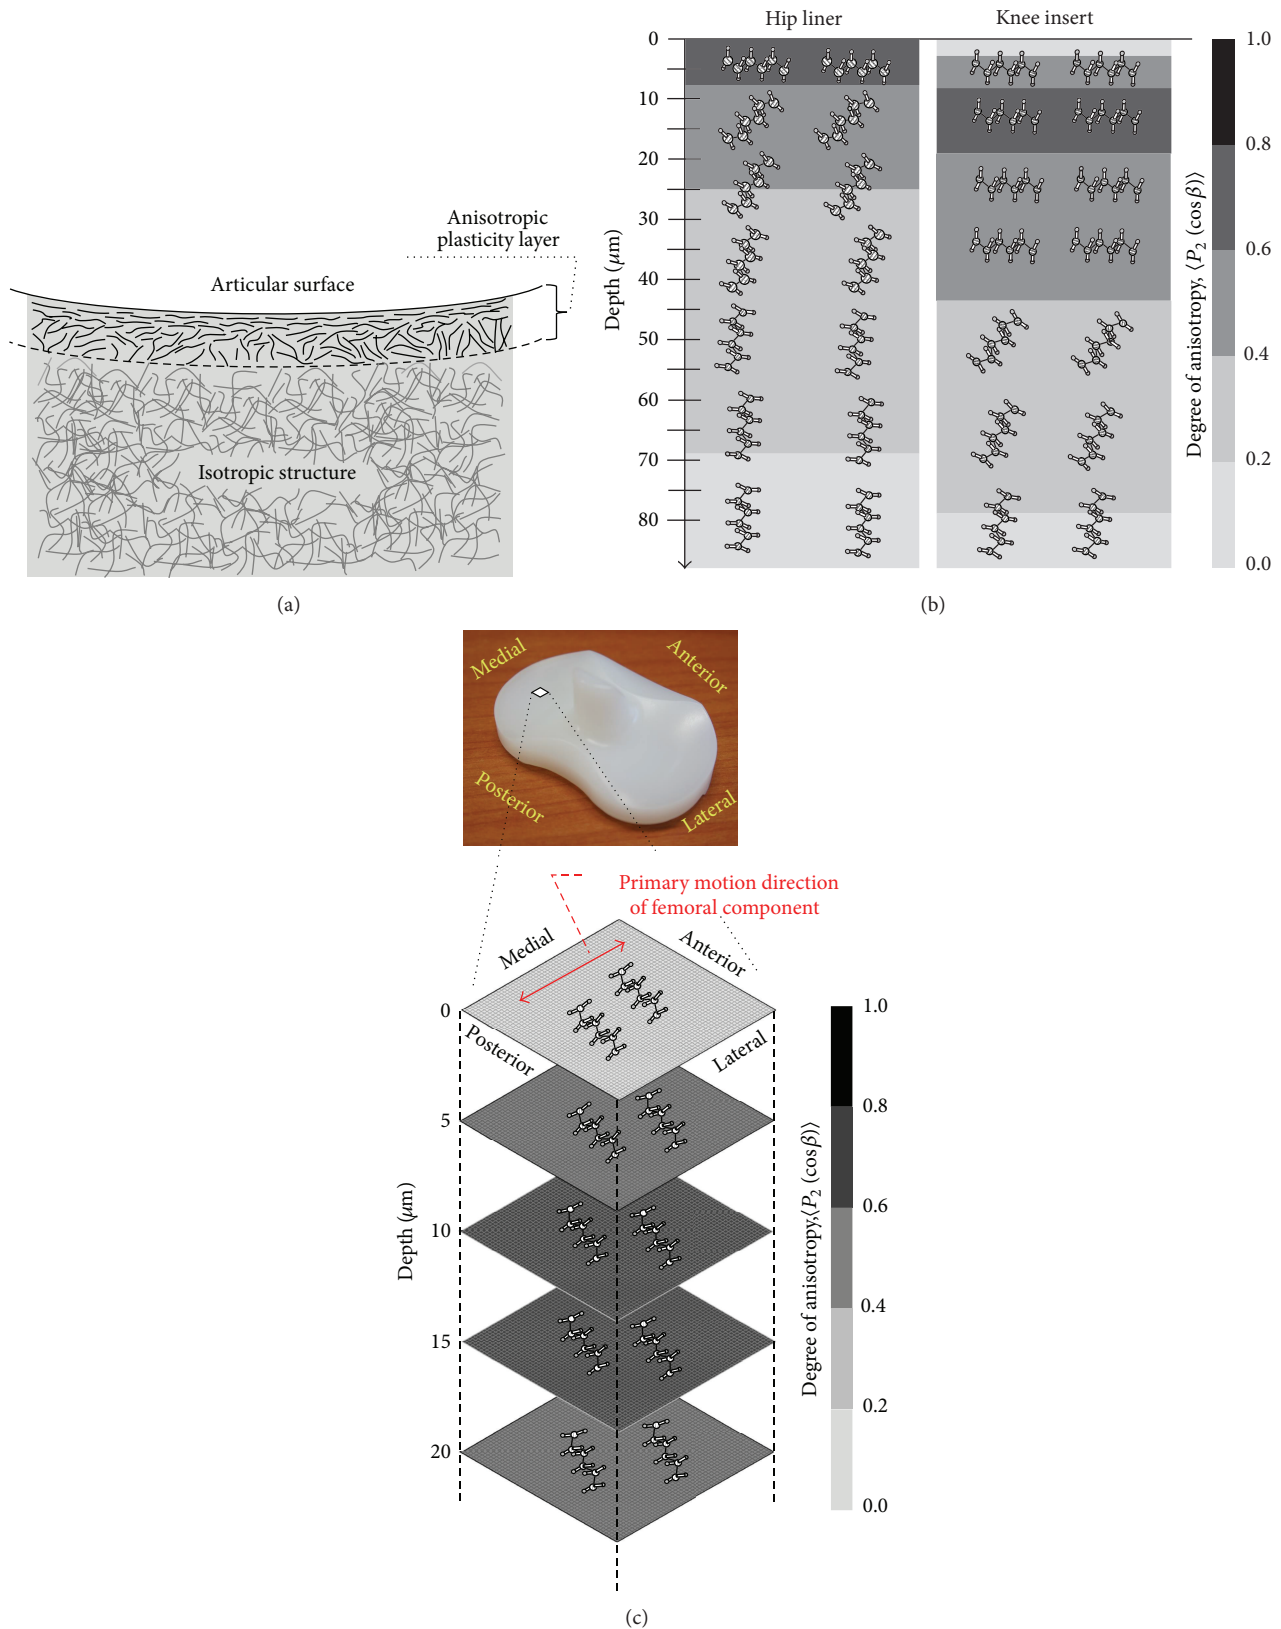 Anisotropic
plasticity layer
Articular surface
Isotropic structure
(a)
Hip liner
Knee insert
0
10
20
30
40
50
60
70
80
Depth (μm)
1.0
0.8
0.6
0.4
0.2
0.0
Degree of anisotropy, ⟨P₂ (cos β)⟩
(b)
Medial
Anterior
Posterior
Lateral
Primary motion direction
of femoral component
Medial
Anterior
Posterior
Lateral
0
5
10
15
20
Depth (μm)
1.0
0.8
0.6
0.4
0.2
0.0
Degree of anisotropy,⟨P₂ (cosβ)⟩
(c)